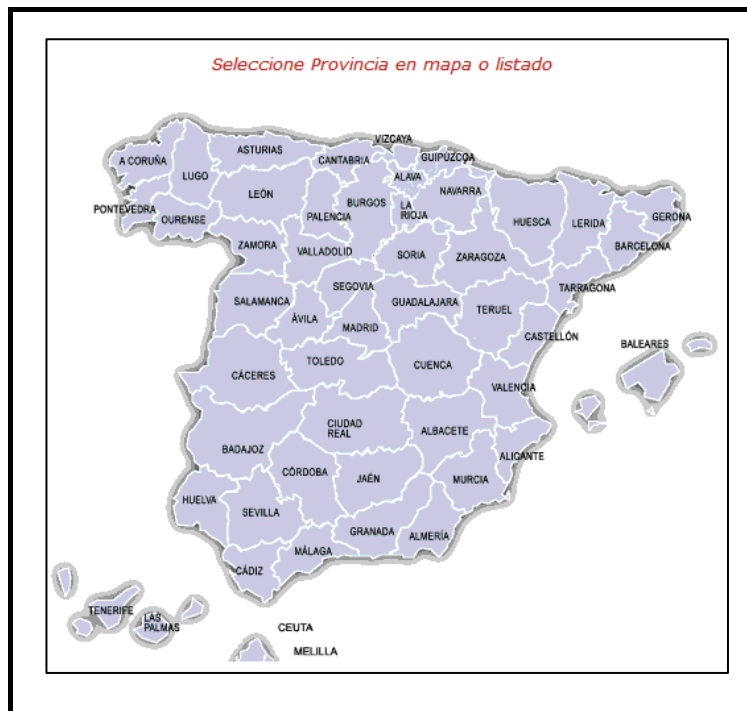 Seleccione Provincia en mapa o listado
VIZCAYA
A CORUÑA
LUGO
ASTURIAS
CANTABRIA
GUIPÚZCOA
ALAVA
NAVARRA
LEÓN
PALENCIA
BURGOS
LA
RIOJA
HUESCA
LERIDA
GERONA
PONTEVEDRA
OURENSE
ZAMORA
VALLADOLID
SORIA
ZARAGOZA
BARCELONA
SALAMANCA
SEGOVIA
GUADALAJARA
TERUEL
TARRAGONA
ÁVILA
MADRID
CASTELLÓN
BALEARES
CÁCERES
TOLEDO
CUENCA
VALENCIA
BADAJOZ
CIUDAD
REAL
ALBACETE
ALICANTE
CÓRDOBA
JAÉN
MURCIA
HUELVA
SEVILLA
GRANADA
ALMERÍA
MÁLAGA
CÁDIZ
TENERIFE
LAS
PALMAS
CEUTA
MELILLA